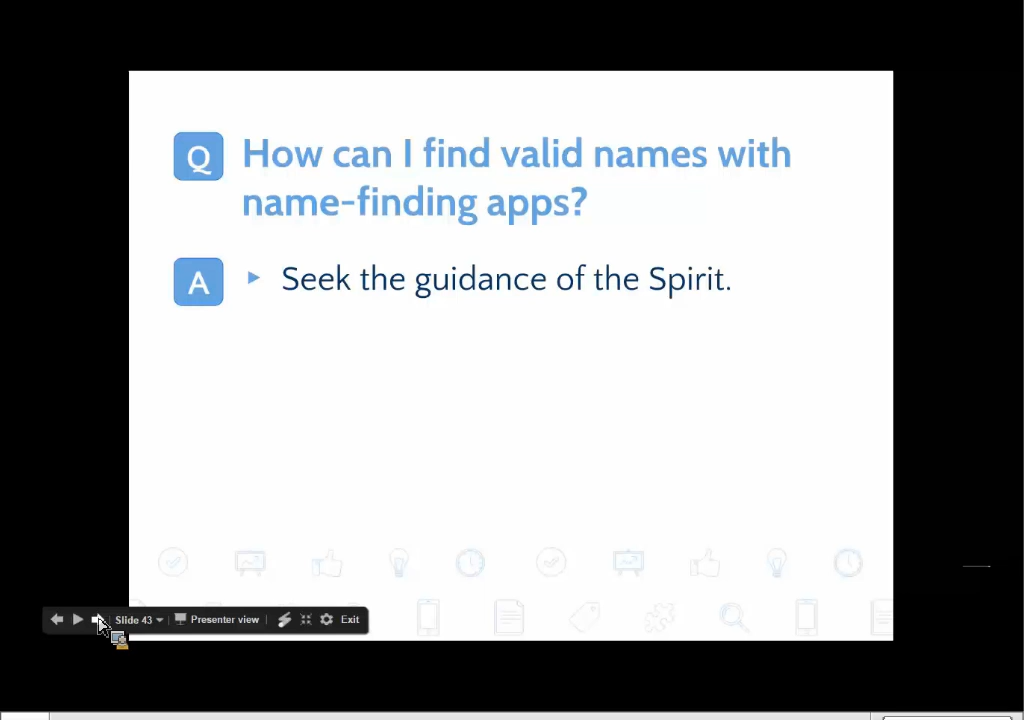 Q How can I find valid names with
name-finding apps?
A ▸ Seek the guidance of the Spirit.
Slide 43 Presenter view Exit